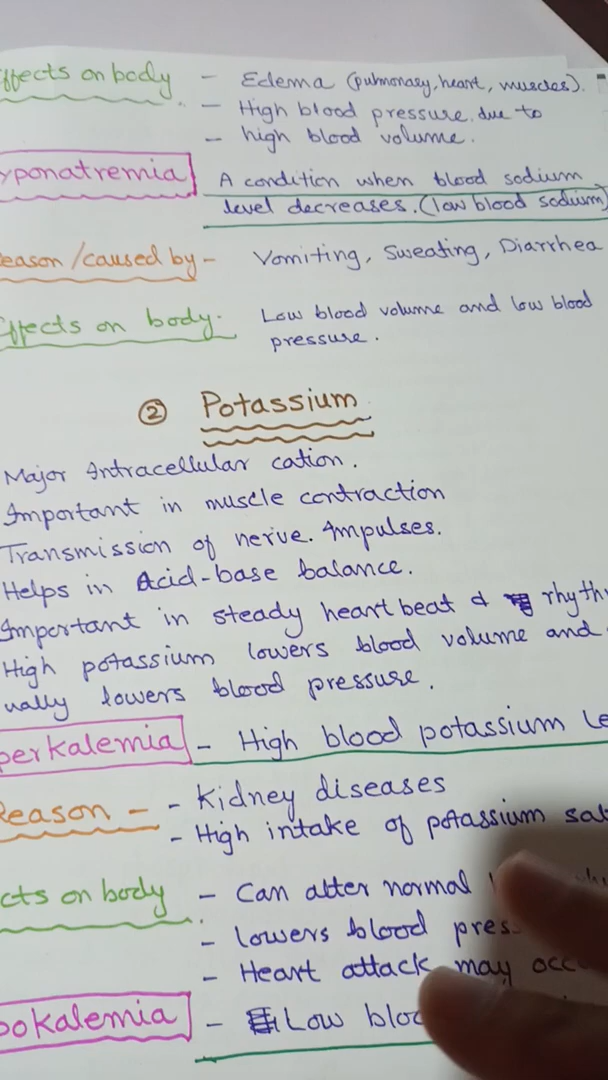 ffects on body - Edema (pulmonary, heart, muscles).
- High blood pressure due to
- high blood volume.
yponatremia A condition when blood sodium
level decreases. (low blood sodium)
eason / caused by - Vomiting, Sweating, Diarrhea
ffects on body. Low blood volume and low blood
pressure.
② Potassium
Major Intracellular cation.
Important in muscle contraction
Transmission of nerve. Impulses.
Helps in Acid-base balance.
Important in steady heart beat & rhyth
High potassium lowers blood volume and
ually lowers blood pressure.
perkalemia - High blood potassium le
Reason - - Kidney diseases
- High intake of potassium sal
cts on body - Can alter normal
- lowers blood pres
- Heart attack may occ
pokalemia - Low bloo